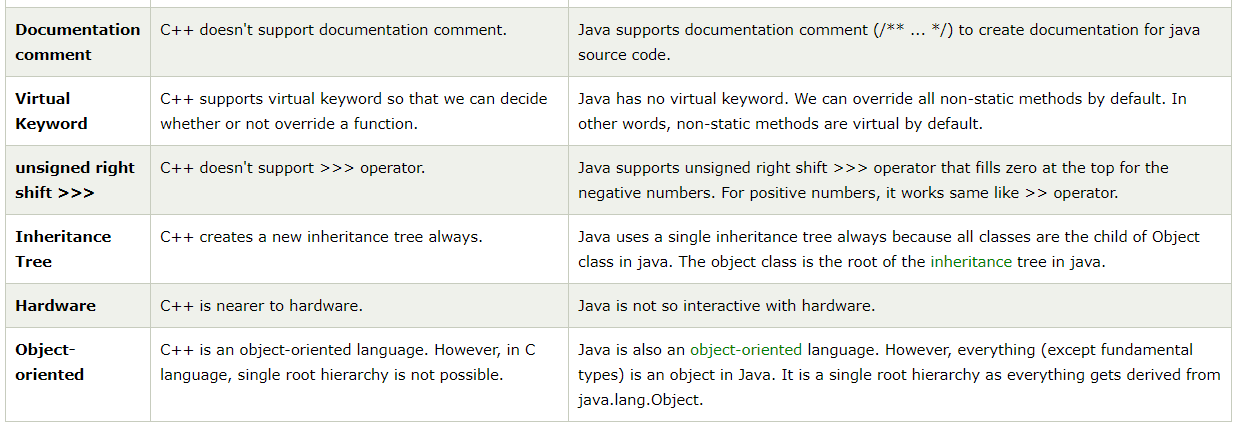 Documentation comment
C++ doesn't support documentation comment.
Java supports documentation comment (/** ... */) to create documentation for java
source code.
Virtual
Keyword
C++ supports virtual keyword so that we can decide
whether or not override a function.
Java has no virtual keyword. We can override all non-static methods by default. In
other words, non-static methods are virtual by default.
unsigned right
shift >>>
C++ doesn't support >>> operator.
Java supports unsigned right shift >>> operator that fills zero at the top for the
negative numbers. For positive numbers, it works same like >> operator.
Inheritance
Tree
C++ creates a new inheritance tree always.
Java uses a single inheritance tree always because all classes are the child of Object
class in java. The object class is the root of the inheritance tree in java.
Hardware
C++ is nearer to hardware.
Java is not so interactive with hardware.
Object-
oriented
C++ is an object-oriented language. However, in C
language, single root hierarchy is not possible.
Java is also an object-oriented language. However, everything (except fundamental
types) is an object in Java. It is a single root hierarchy as everything gets derived from
java.lang.Object.